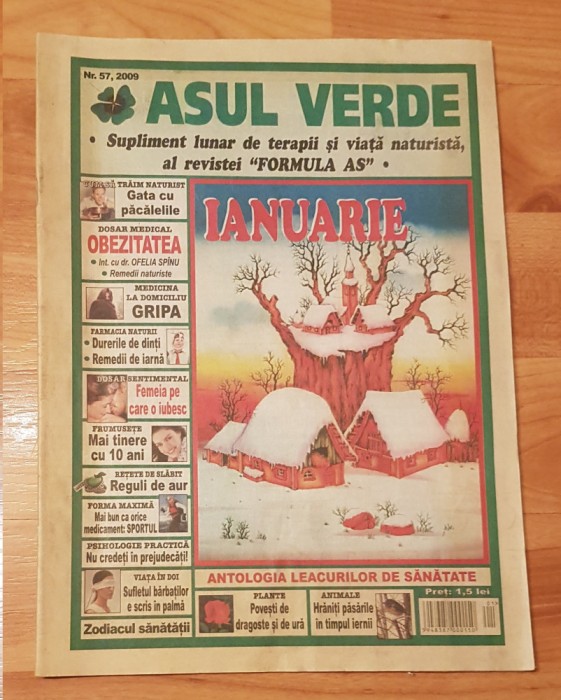 Nr. 57, 2009
ASUL VERDE
• Supliment lunar de terapii și viață naturistă,
al revistei “FORMULA AS” •
TRĂIM NATURIST
Gata cu
păcălelile
DOSAR MEDICAL
OBEZITATEA
• Int. cu dr. OFELIA SPÎNU
• Remedii naturiste
MEDICINA
LA DOMICILIU
GRIPA
FARMACIA NATURII
• Durerile de dinți
• Remedii de iarnă
DOSAR SENTIMENTAL
Femeia pe
care o iubesc
FRUMUSEȚE
Mai tinere
cu 10 ani
REȚETE DE SLĂBIT
Reguli de aur
FORMA MAXIMĂ
Mai bun ca orice
medicament: SPORTUL
PSIHOLOGIE PRACTICĂ
Nu credeți în prejudecăți!
VIAȚA ÎN DOI
Sufletul bărbaților
e scris în palmă
Zodiacul sănătății
IANUARIE
ANTOLOGIA LEACURILOR DE SĂNĂTATE
PLANTE
Povești de
dragoste și de ură
ANIMALE
Hrăniți păsările
în timpul iernii
Preț: 1,5 lei